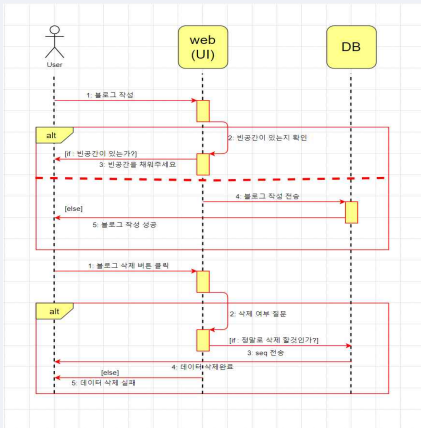 User
web
(UI)
DB
1: 블로그 작성
alt
2: 빈공간이 있는지 확인
[if : 빈공간이 있는가?]
3: 빈공간을 채워주세요
4: 블로그 작성 전송
[else]
5: 블로그 작성 성공
1: 블로그 삭제 버튼 클릭
alt
2: 삭제 여부 질문
[if : 정말로 삭제 할것인가?]
3: seq 전송
4: 데이터 삭제완료
[else]
5: 데이터 삭제 실패